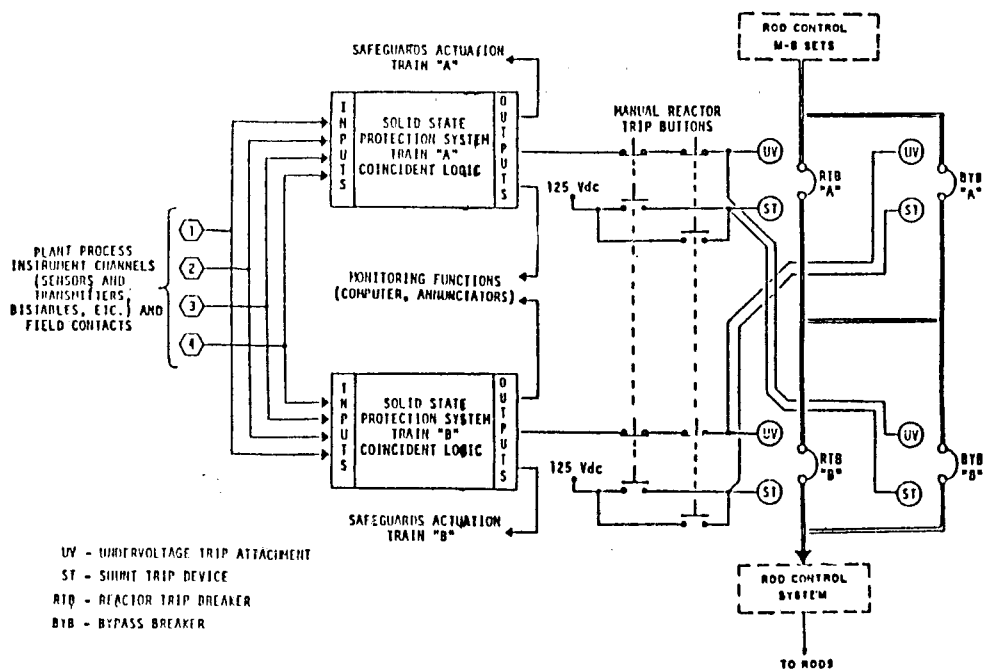 SAFEGUARDS ACTUATION
TRAIN "A"
ROD CONTROL
M-G SETS
INPUTS
SOLID STATE
PROTECTION SYSTEM
TRAIN "A"
COINCIDENT LOGIC
OUTPUTS
MANUAL REACTOR
TRIP BUTTONS
UV
RTB
"A"
UV
BYB
"A"
125 Vdc
ST
ST
1
PLANT PROCESS
INSTRUMENT CHANNELS
(SENSORS AND
TRANSMITTERS,
BISTABLES, ETC.) AND
FIELD CONTACTS
2
3
4
MONITORING FUNCTIONS
(COMPUTER, ANNUNCIATORS)
INPUTS
SOLID STATE
PROTECTION SYSTEM
TRAIN "B"
COINCIDENT LOGIC
OUTPUTS
UV
RTB
"B"
UV
BYB
"B"
125 Vdc
ST
ST
SAFEGUARDS ACTUATION
TRAIN "B"
UV - UNDERVOLTAGE TRIP ATTACHMENT
ST - SHUNT TRIP DEVICE
RTB - REACTOR TRIP BREAKER
BYB - BYPASS BREAKER
ROD CONTROL
SYSTEM
TO RODS